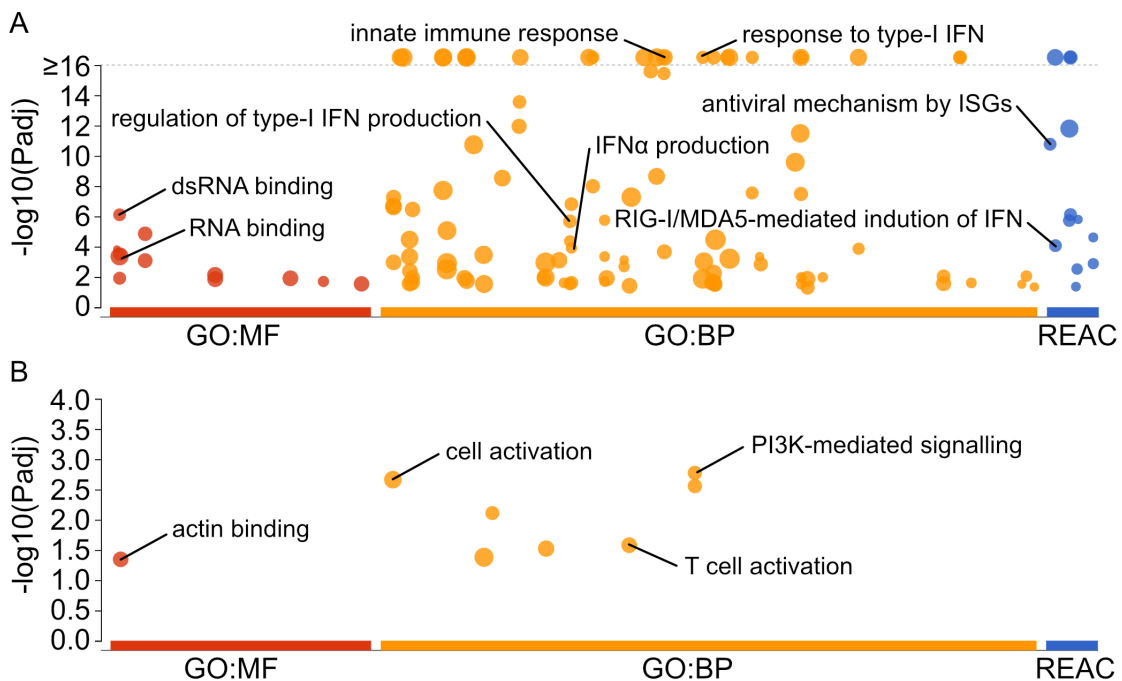 A
innate immune response
response to type-I IFN
≥16
14
antiviral mechanism by ISGs
regulation of type-I IFN production
12
IFNα production
10
8
dsRNA binding
6
RIG-I/MDA5-mediated indution of IFN
RNA binding
4
2
0
-log10(Padj)
GO:MF
GO:BP
REAC
B
4.0
3.5
PI3K-mediated signalling
cell activation
3.0
2.5
2.0
actin binding
1.5
T cell activation
1.0
0.5
0.0
-log10(Padj)
GO:MF
GO:BP
REAC